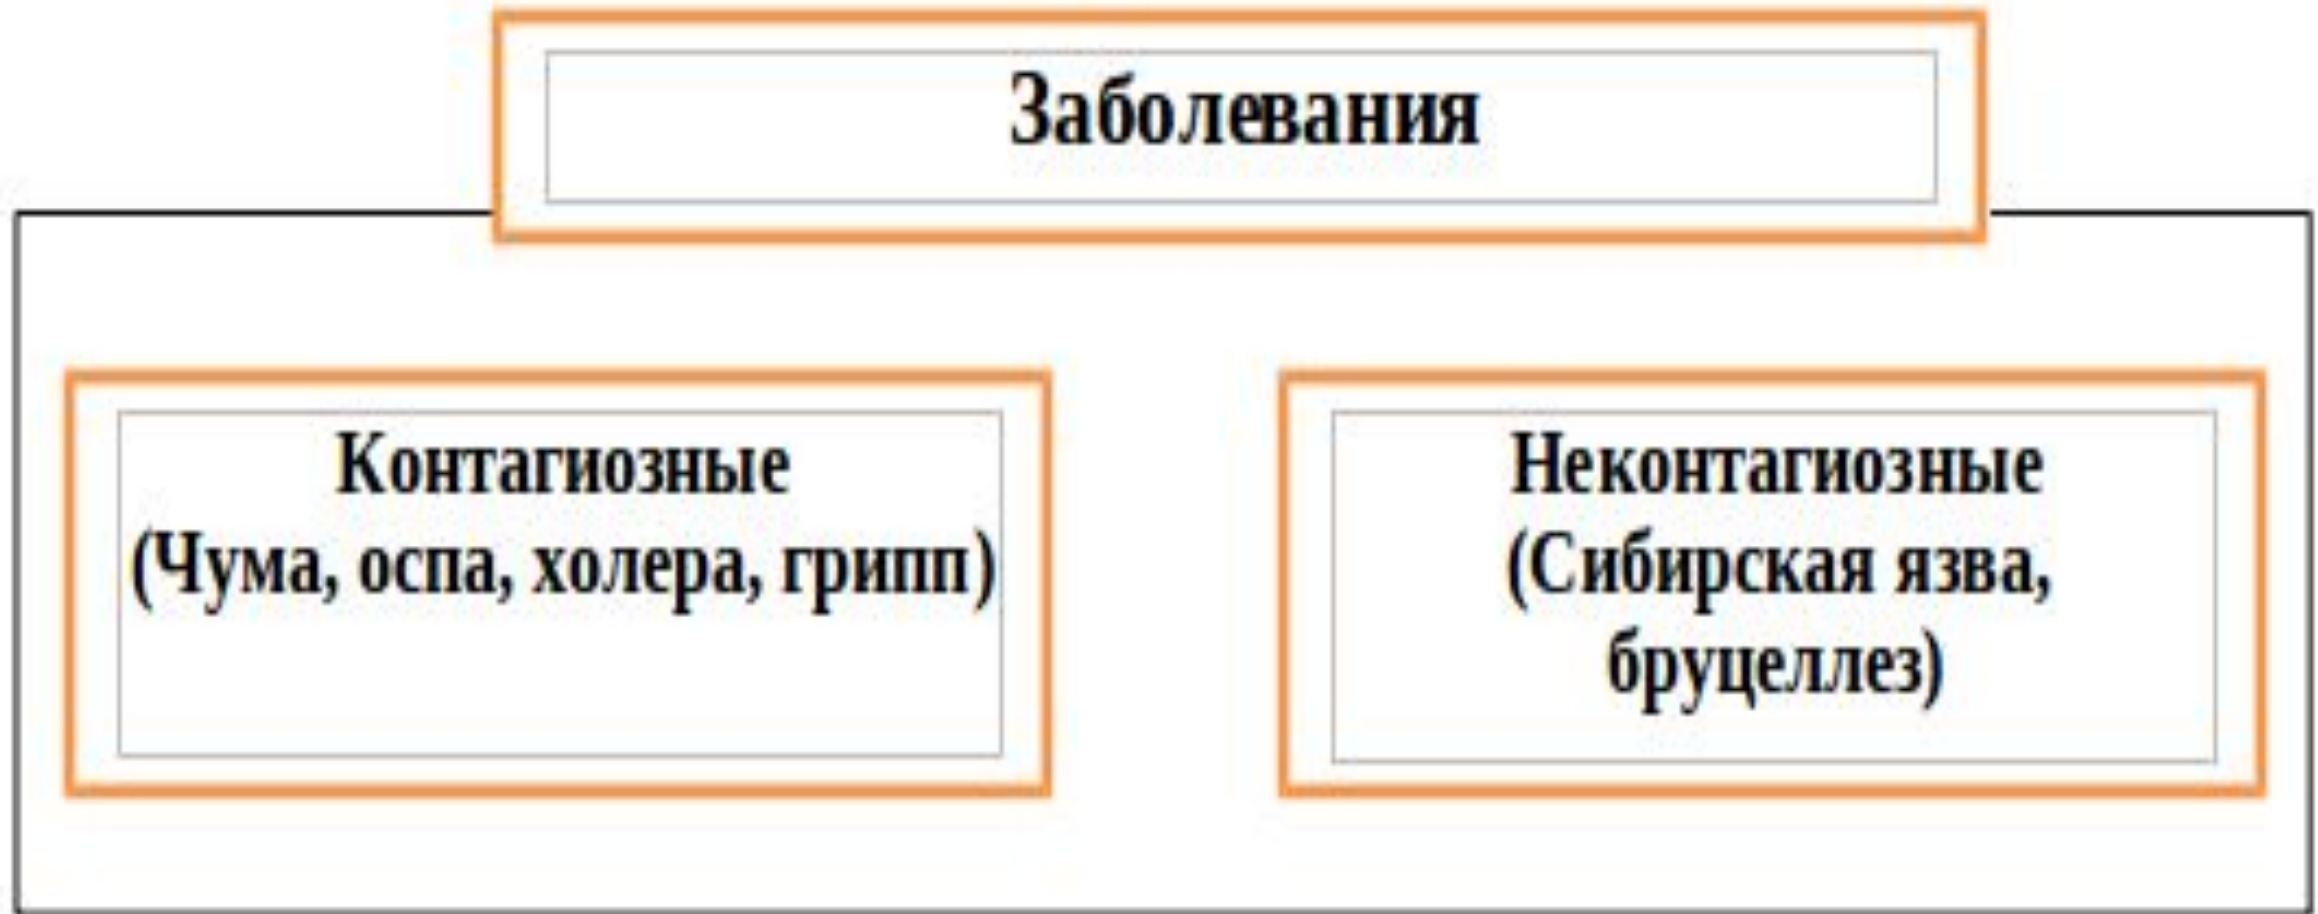 Заболевания
Контагиозные
(Чума, оспа, холера, грипп)
Неконтагиозные
(Сибирская язва,
бруцеллез)